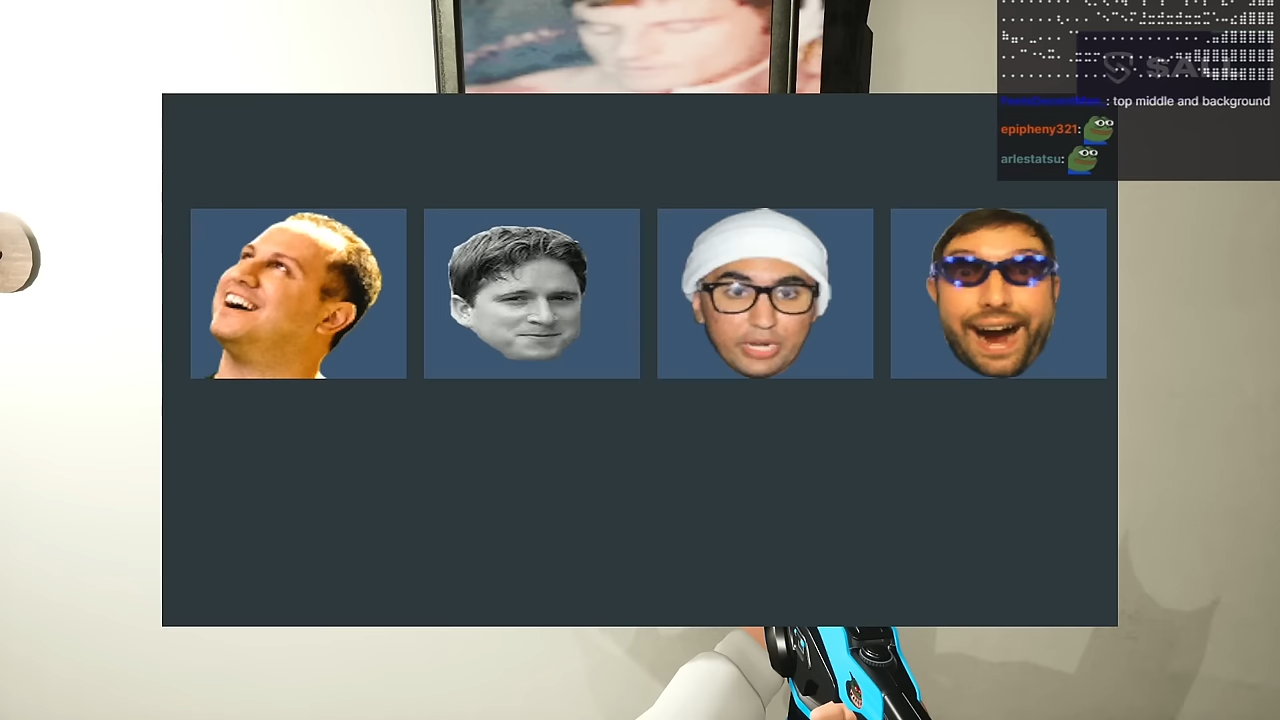 : top middle and background
epipheny321:
arlestatsu: